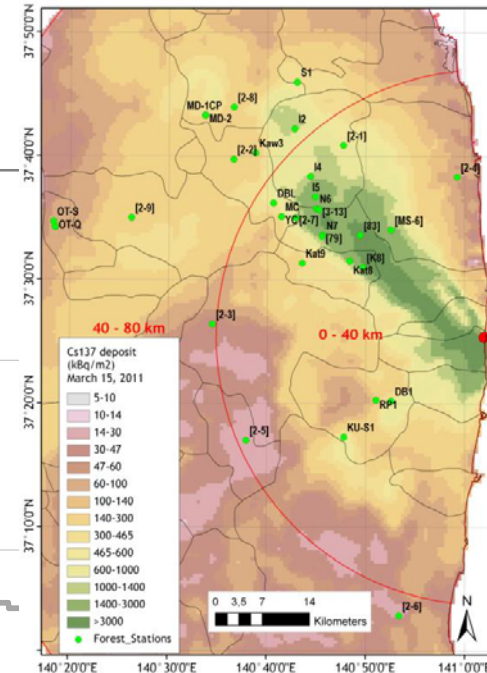 37°50'0"N
S1
[2-8]
MD-1CP
MD-2
I2
37°40'0"N
[2-1]
Kaw3
[2-2]
I4
[2-4]
I5
N6
DBL
[3-13]
MC
OT-S
[2-9]
YC[2-7]
[MS-6]
OT-Q
N7
[83]
[79]
37°30'0"N
Kat9
[K8]
Kat8
[2-3]
40 - 80 km
0 - 40 km
Cs137 deposit
(kBq/m2)
March 15, 2011
5-10
10-14
14-30
30-47
47-60
60-100
100-140
140-300
300-465
465-600
600-1000
1000-1400
1400-3000
>3000
Forest_Stations
37°20'0"N
DB1
RP1
KU-S1
[2-5]
37°10'0"N
0 3,5 7 14
Kilometers
[2-6]
N
140°20'0"E 140°30'0"E 140°40'0"E 140°50'0"E 141°0'0"E